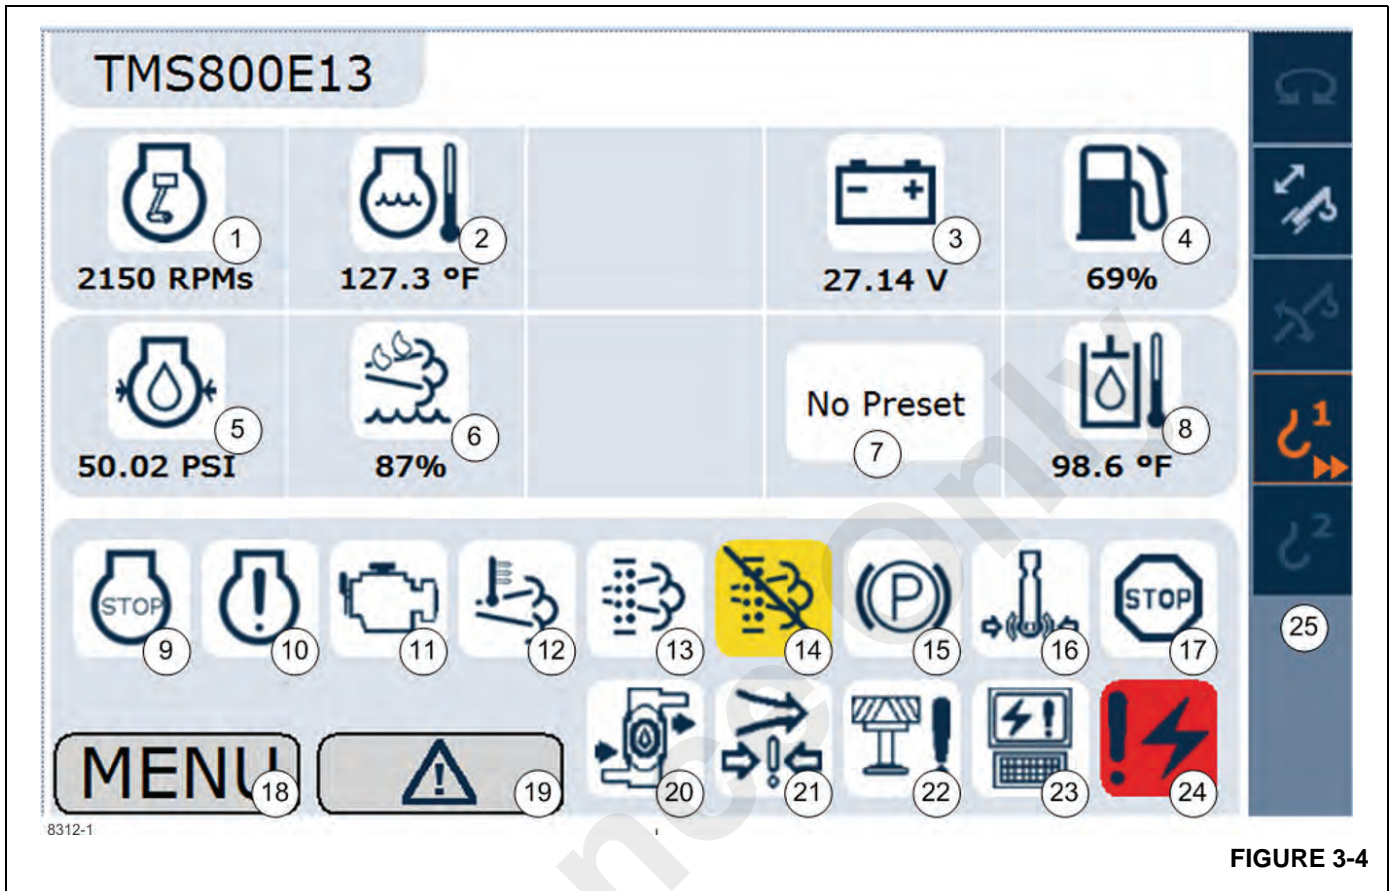 TMS800E13
1 2 3 4
2150 RPMs 127.3 ºF 27.14 V 69%
No Preset
5 6 7 8
50.02 PSI 87% 98.6 ºF
1
2
STOP STOP
9 10 11 12 13 14 15 16 17
25
MENU
18 19 20 21 22 23 24
8312-1
FIGURE 3-4